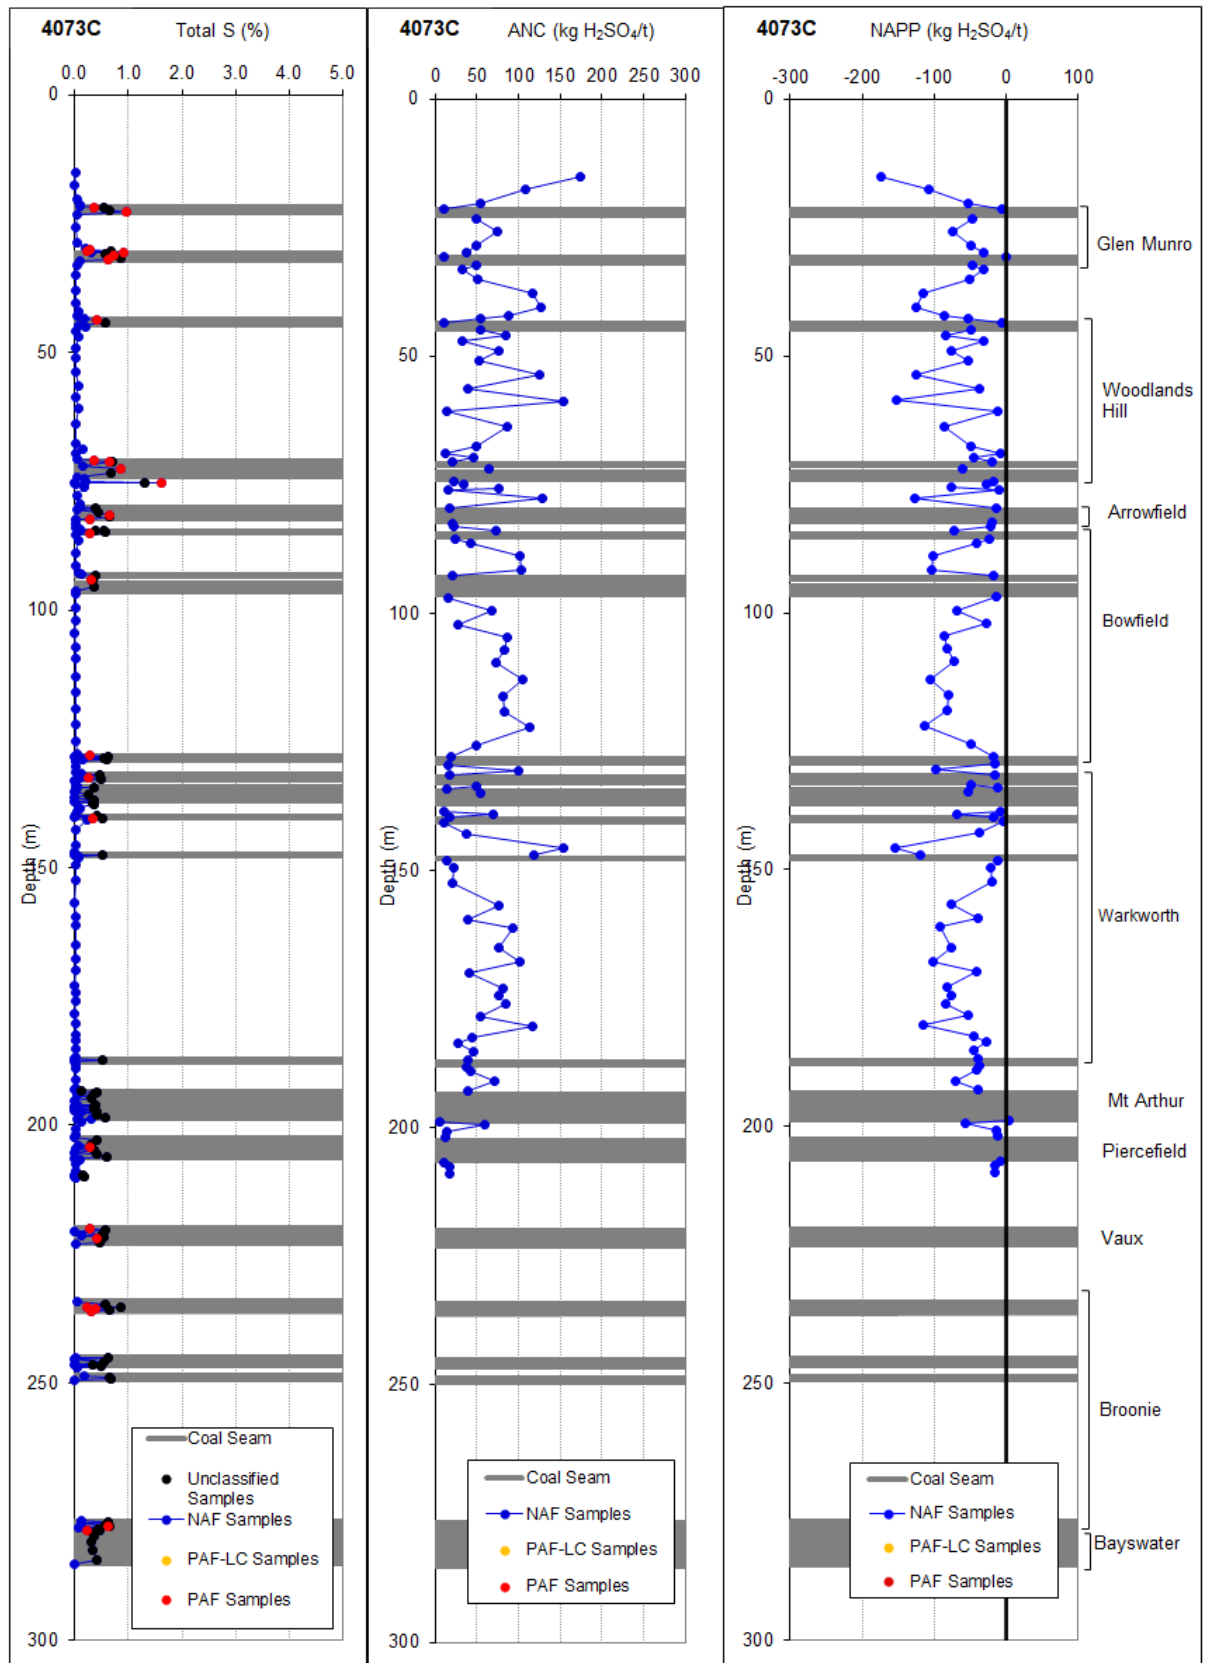 4073C Total S (%)
0.0 1.0 2.0 3.0 4.0 5.0
0
50
100
150
200
250
300
Depth (m)
Coal Seam
Unclassified
Samples
NAF Samples
PAF-LC Samples
PAF Samples
4073C ANC (kg H₂SO₄/t)
0 50 100 150 200 250 300
0
50
100
150
200
250
300
Depth (m)
Coal Seam
NAF Samples
PAF-LC Samples
PAF Samples
4073C NAPP (kg H₂SO₄/t)
-300 -200 -100 0 100
0
50
100
150
200
250
300
Depth (m)
Coal Seam
NAF Samples
PAF-LC Samples
PAF Samples
Glen Munro
Woodlands
Hill
Arrowfield
Bowfield
Warkworth
Mt Arthur
Piercefield
Vaux
Broonie
Bayswater